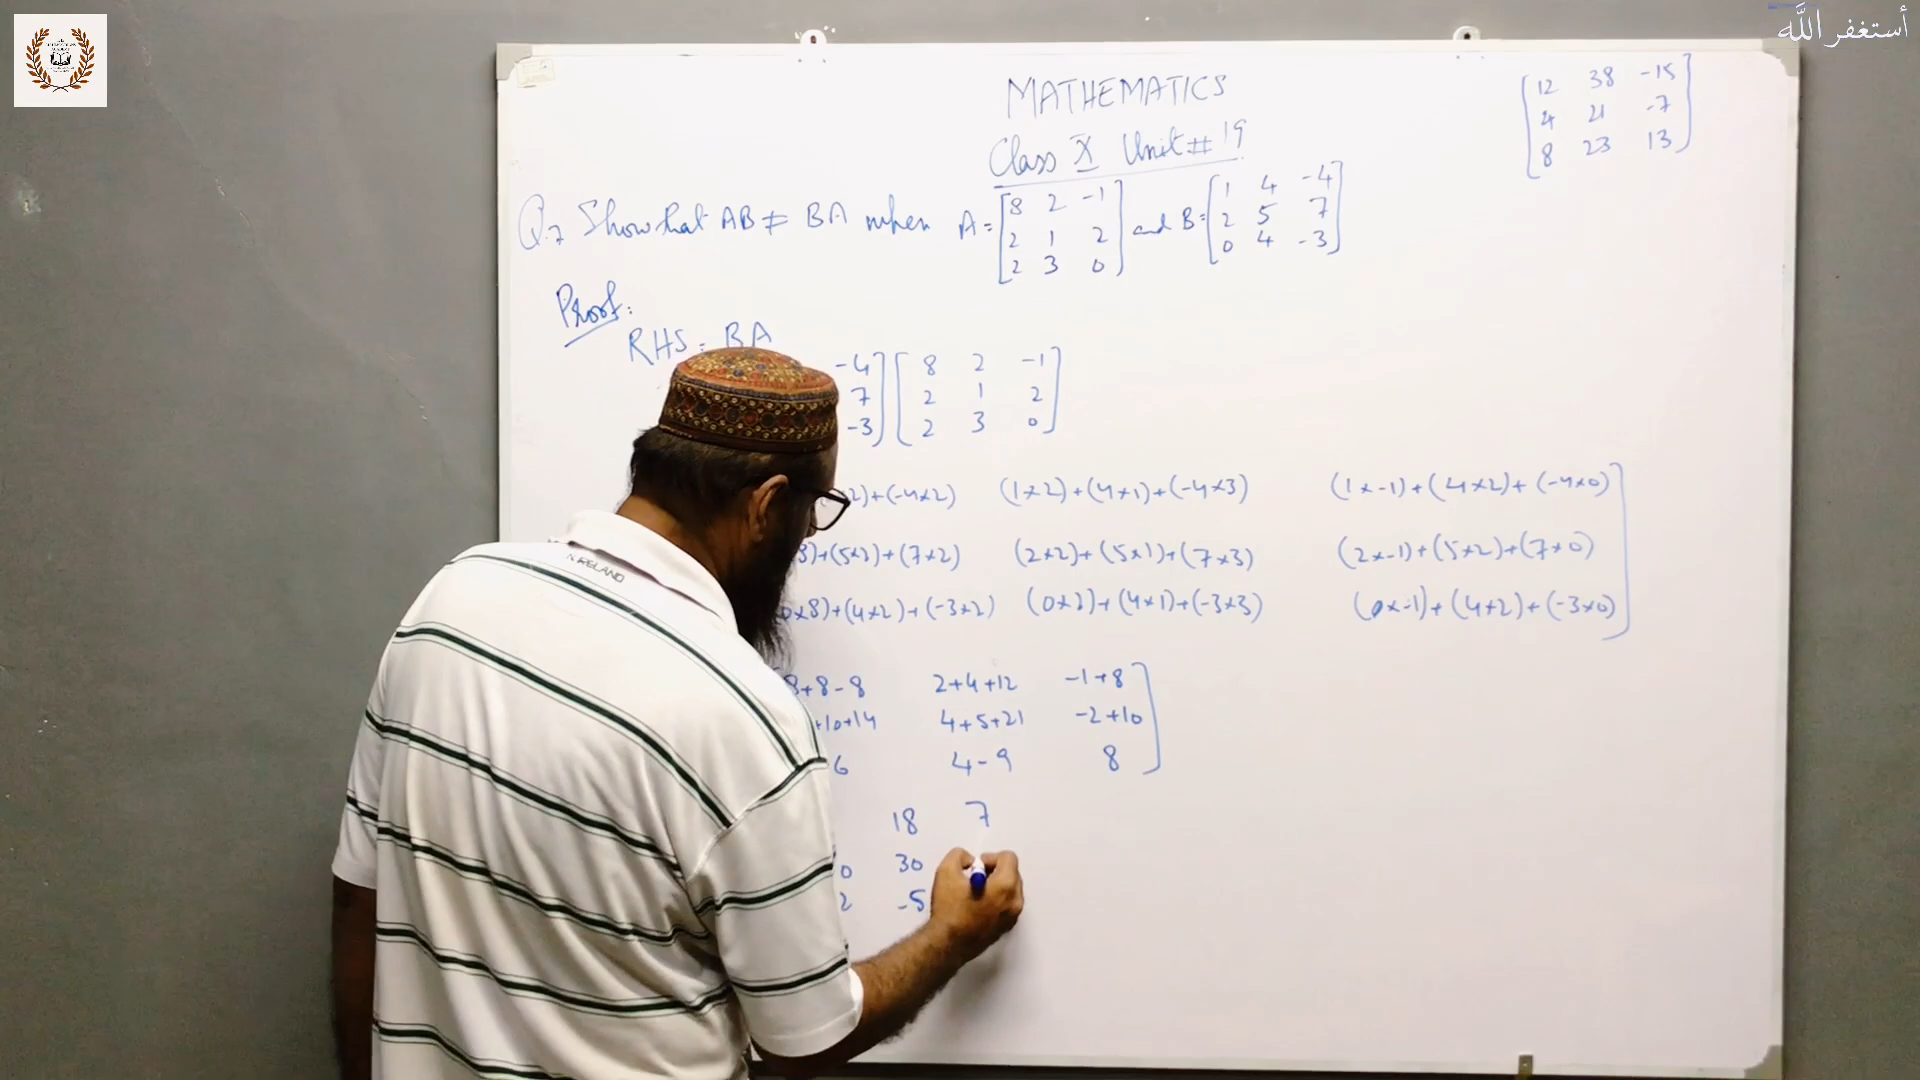 أستغفر الله
MATHEMATICS
Class X Unit # 19
12 38 -15
4 21 -7
8 23 13
Q.7 Show that AB ≠ BA when A = [8 2 -1 and B = [1 4 -4
2 1 2 2 5 7
2 3 0] 0 4 -3]
Proof:
RHS = BA
-4] [8 2 -1]
7 2 1 2
-3] 2 3 0
2)+(-4×2) (1×2)+(4×1)+(-4×3) (1×-1)+(4×2)+(-4×0)
)+(5×2)+(7×2) (2×2)+(5×1)+(7×3) (2×-1)+(5×2)+(7×0)
×8)+(4×2)+(-3×2) (0×2)+(4×1)+(-3×3) (0×-1)+(4×2)+(-3×0)
8+8-8 2+4+12 -1+8
+10+14 4+5+21 -2+10
6 4-9 8
18 7
0 30
2 -5
N.IRELAND